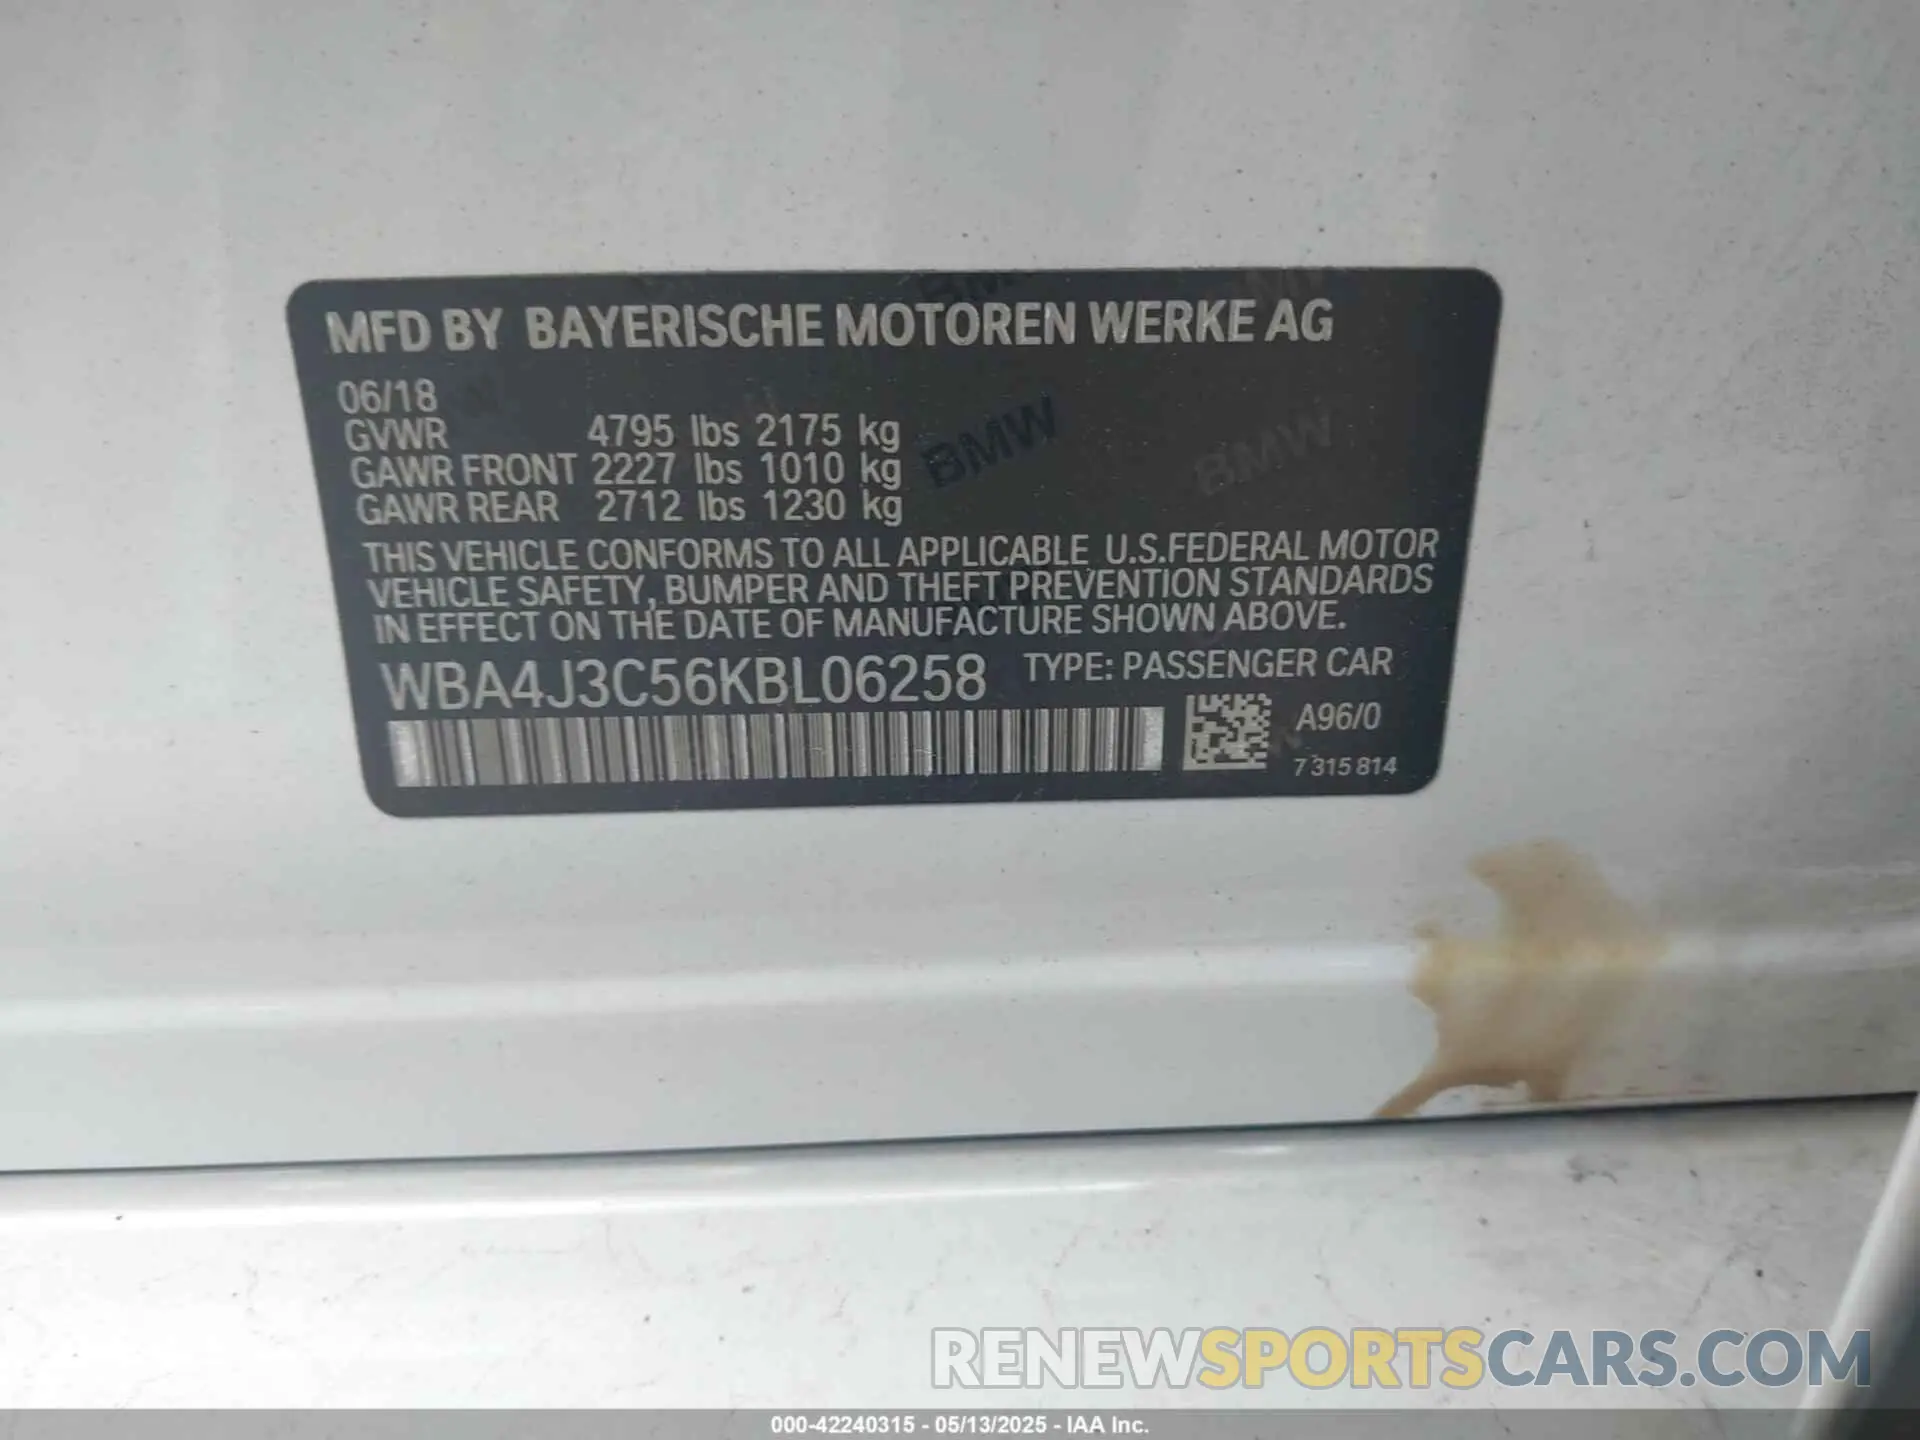 MFD BY BAYERISCHE MOTOREN WERKE AG
06/18
GVWR 4795 lbs 2175 kg
GAWR FRONT 2227 lbs 1010 kg
GAWR REAR 2712 lbs 1230 kg
BMW BMW
THIS VEHICLE CONFORMS TO ALL APPLICABLE U.S.FEDERAL MOTOR
VEHICLE SAFETY, BUMPER AND THEFT PREVENTION STANDARDS
IN EFFECT ON THE DATE OF MANUFACTURE SHOWN ABOVE.
WBA4J3C56KBL06258 TYPE: PASSENGER CAR
A96/0
7 315 814
RENEWSPORTSCARS.COM
000-42240315 - 05/13/2025 - IAA Inc.